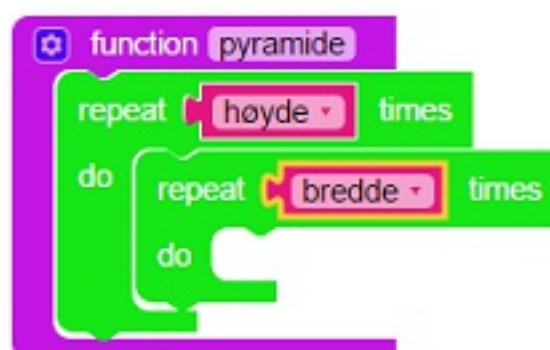 function pyramide
repeat høyde times
do repeat bredde times
do